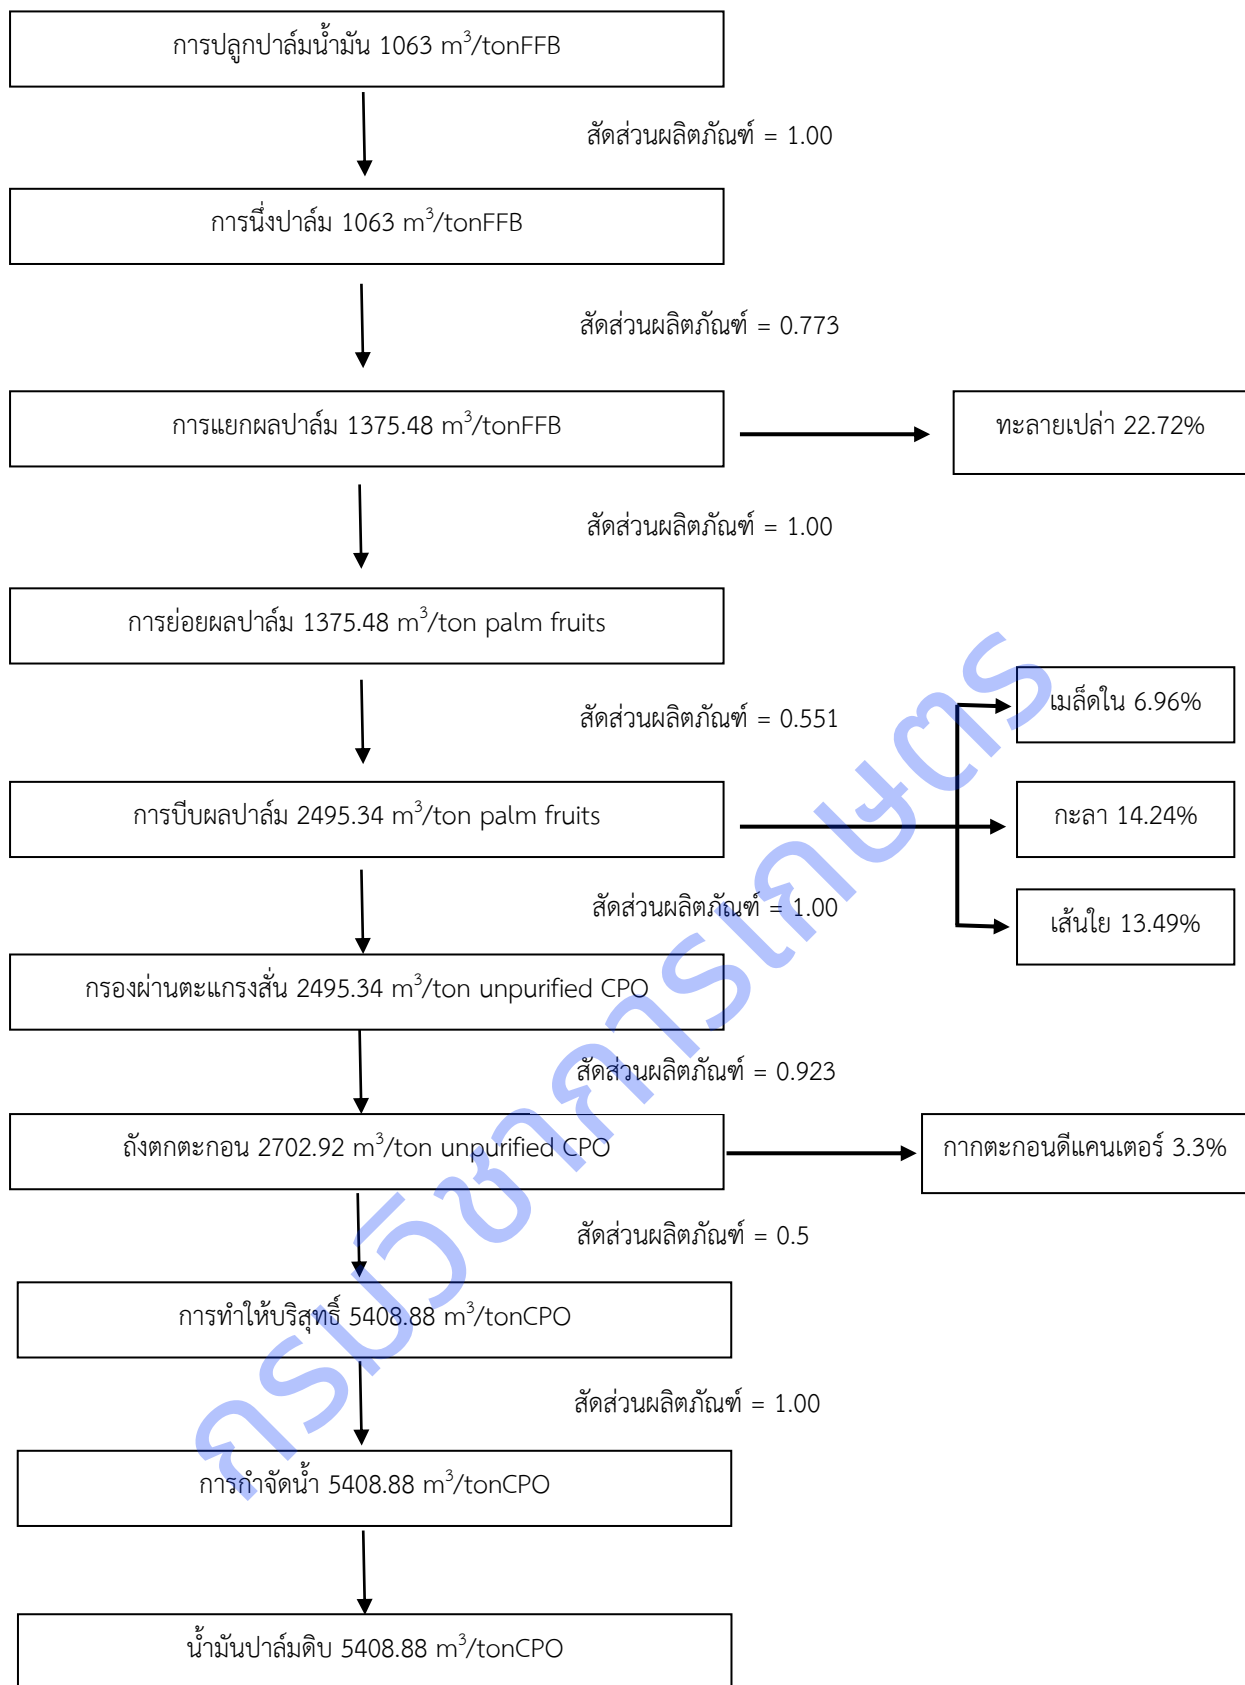 การปลูกปาล์มน้ำมัน 1063 m³/tonFFB
สัดส่วนผลิตภัณฑ์ = 1.00
การนึ่งปาล์ม 1063 m³/tonFFB
สัดส่วนผลิตภัณฑ์ = 0.773
การแยกผลปาล์ม 1375.48 m³/tonFFB
ทะลายเปล่า 22.72%
สัดส่วนผลิตภัณฑ์ = 1.00
การย่อยผลปาล์ม 1375.48 m³/ton palm fruits
สัดส่วนผลิตภัณฑ์ = 0.551
เมล็ดใน 6.96%
การบีบผลปาล์ม 2495.34 m³/ton palm fruits
กะลา 14.24%
สัดส่วนผลิตภัณฑ์ = 1.00
เส้นใย 13.49%
กรองผ่านตะแกรงสั่น 2495.34 m³/ton unpurified CPO
สัดส่วนผลิตภัณฑ์ = 0.923
ถังตกตะกอน 2702.92 m³/ton unpurified CPO
กากตะกอนดีแคนเตอร์ 3.3%
สัดส่วนผลิตภัณฑ์ = 0.5
การทำให้บริสุทธิ์ 5408.88 m³/tonCPO
สัดส่วนผลิตภัณฑ์ = 1.00
การกำจัดน้ำ 5408.88 m³/tonCPO
น้ำมันปาล์มดิบ 5408.88 m³/tonCPO
กรมวิชาการเกษตร